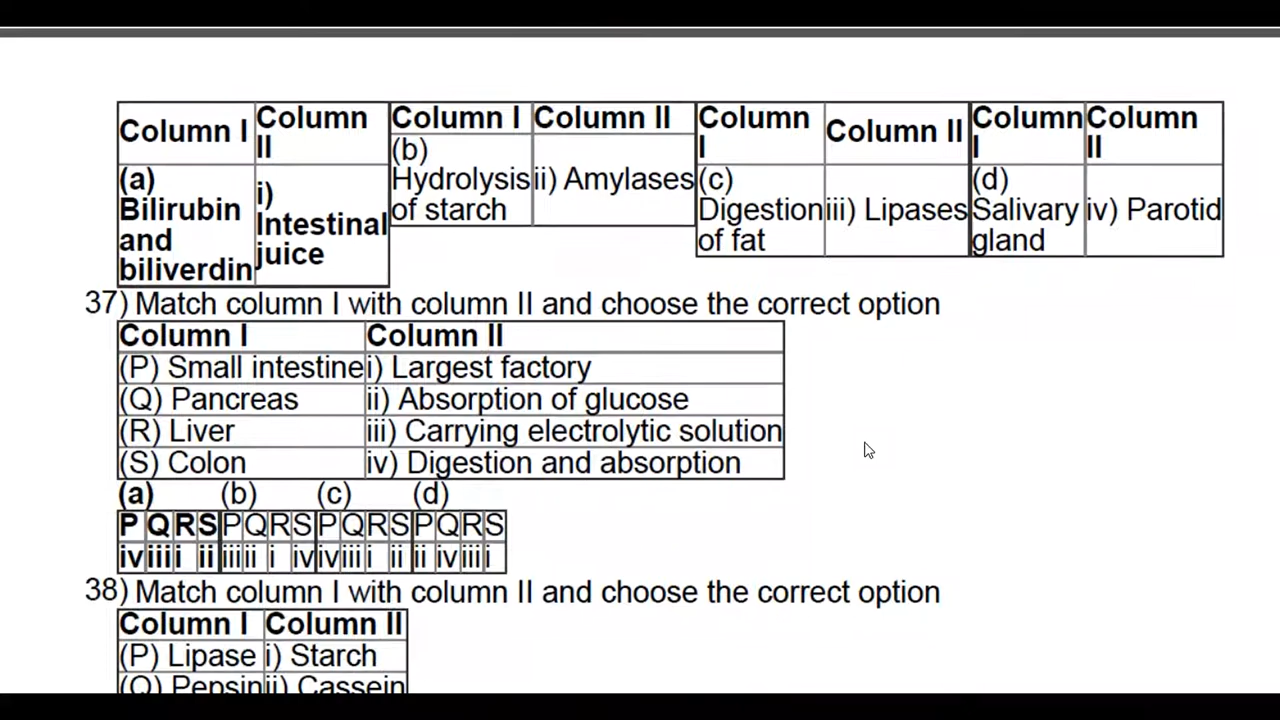 Column I Column II
(a) Bilirubin and biliverdin i) Intestinal juice
Column I Column II
(b) Hydrolysis of starch ii) Amylases
Column I Column II
(c) Digestion of fat iii) Lipases
Column I Column II
(d) Salivary gland iv) Parotid
37) Match column I with column II and choose the correct option
Column I Column II
(P) Small intestine i) Largest factory
(Q) Pancreas ii) Absorption of glucose
(R) Liver iii) Carrying electrolytic solution
(S) Colon iv) Digestion and absorption
(a) (b) (c) (d)
P Q R S P Q R S P Q R S P Q R S
iv iii i ii iii ii i iv iv iii i ii ii iv iii i
38) Match column I with column II and choose the correct option
Column I Column II
(P) Lipase i) Starch
(Q) Pepsin ii) Cassein